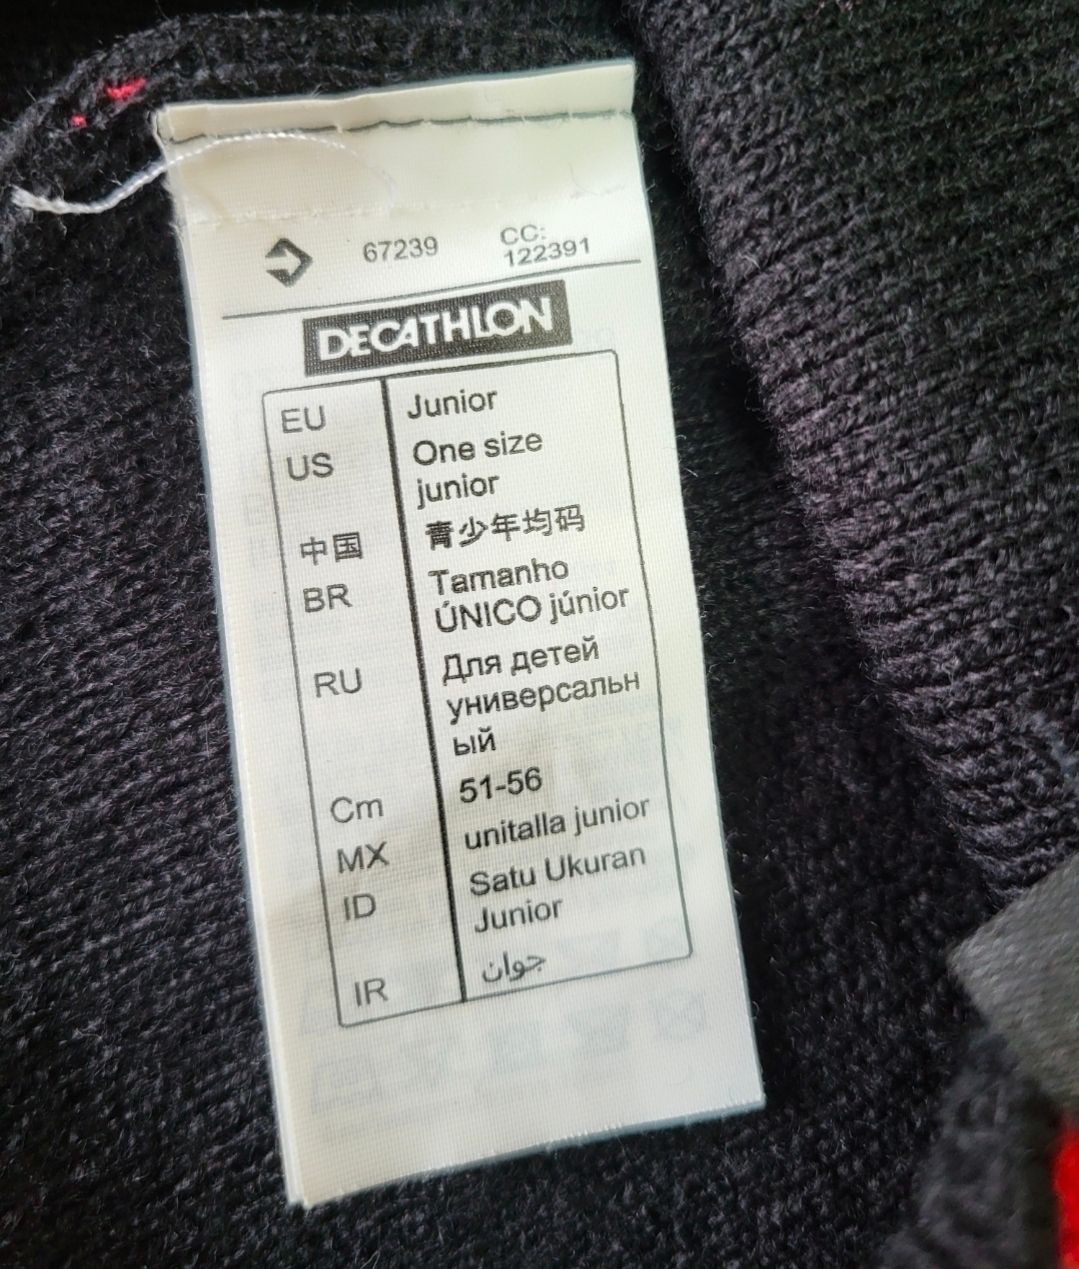 67239 CC:
122391
DECATHLON
EU Junior
US One size
junior
中国 青少年均码
BR Tamanho
ÚNICO júnior
RU Для детей
универсальн
ый
Cm 51-56
MX unitalla junior
ID Satu Ukuran
Junior
IR جوان